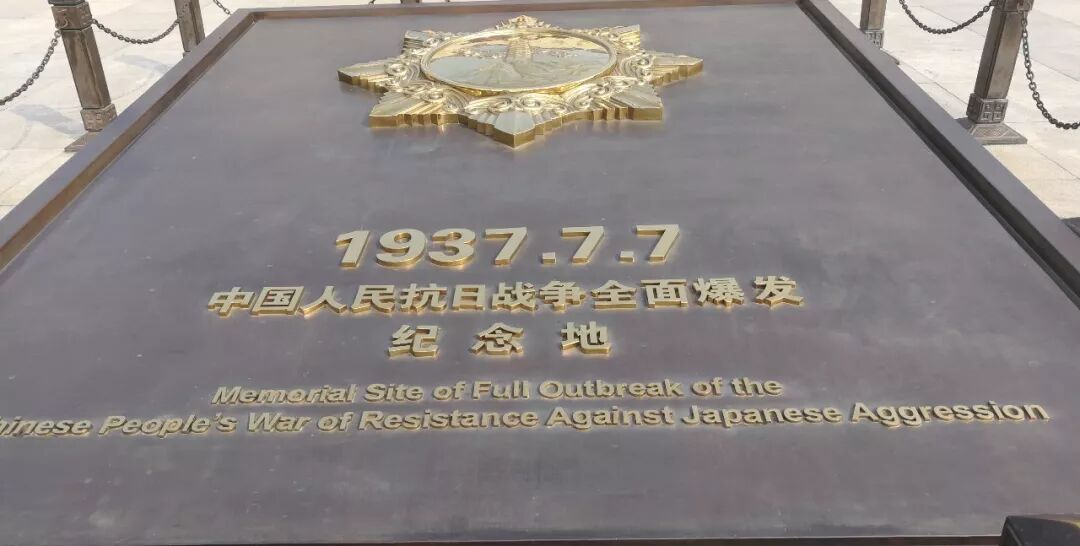 1937.7.7
中国人民抗日战争全面爆发
纪念地
Memorial Site of Full Outbreak of the
hinese People's War of Resistance Against Japanese Aggression